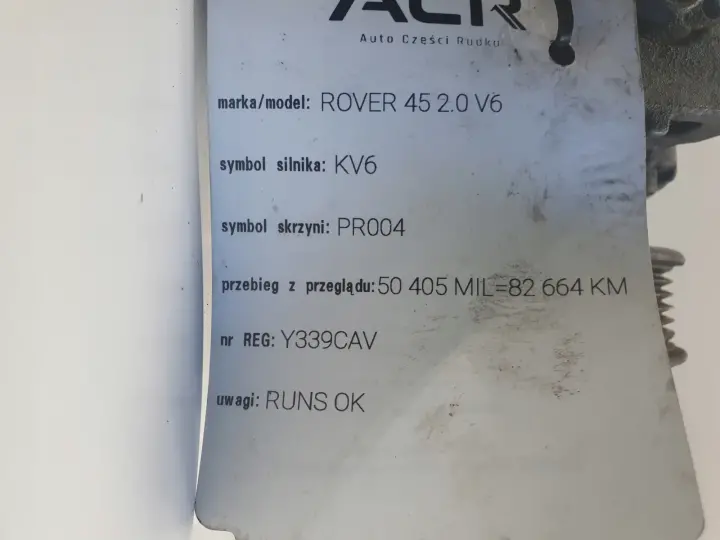 ACR
Auto Części Rudku
marka/model: ROVER 45 2.0 V6
symbol silnika: KV6
symbol skrzyni: PR004
przebieg z przeglądu: 50 405 MIL=82 664 KM
nr REG: Y339CAV
uwagi: RUNS OK